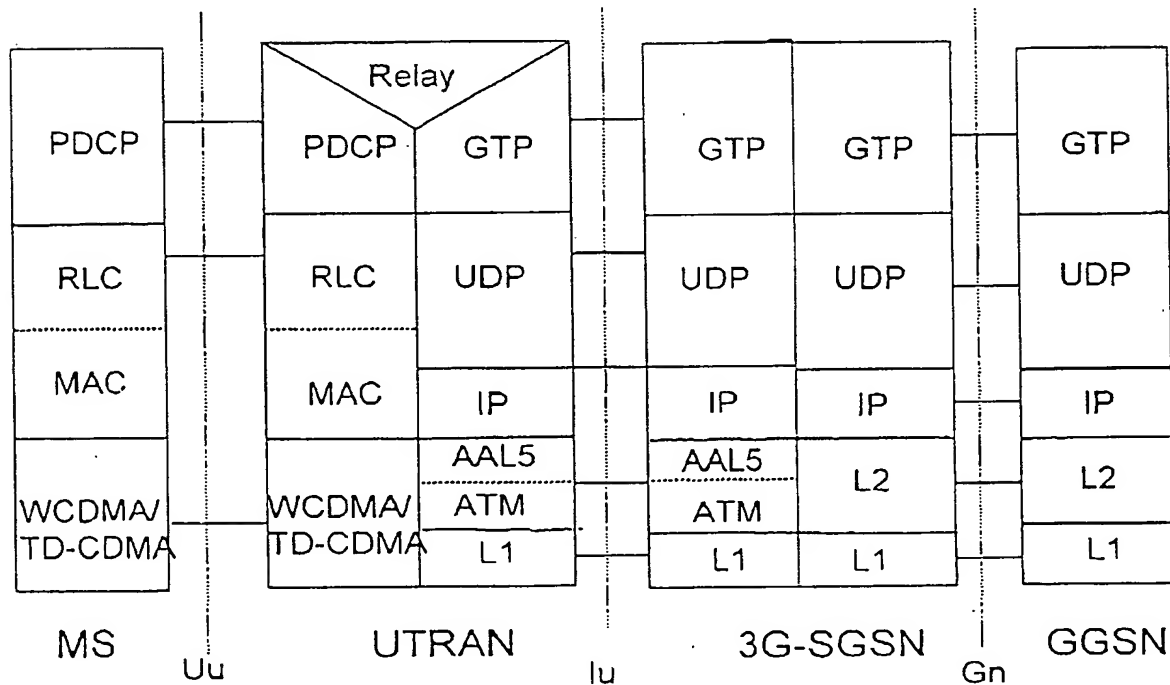 Relay
PDCP PDCP GTP GTP GTP GTP
RLC RLC UDP UDP UDP UDP
MAC MAC IP IP IP IP
AAL5 AAL5 L2 L2
WCDMA/ WCDMA/ ATM ATM
TD-CDMA TD-CDMA L1 L1 L1 L1
MS UTRAN 3G-SGSN GGSN
Uu Iu Gn